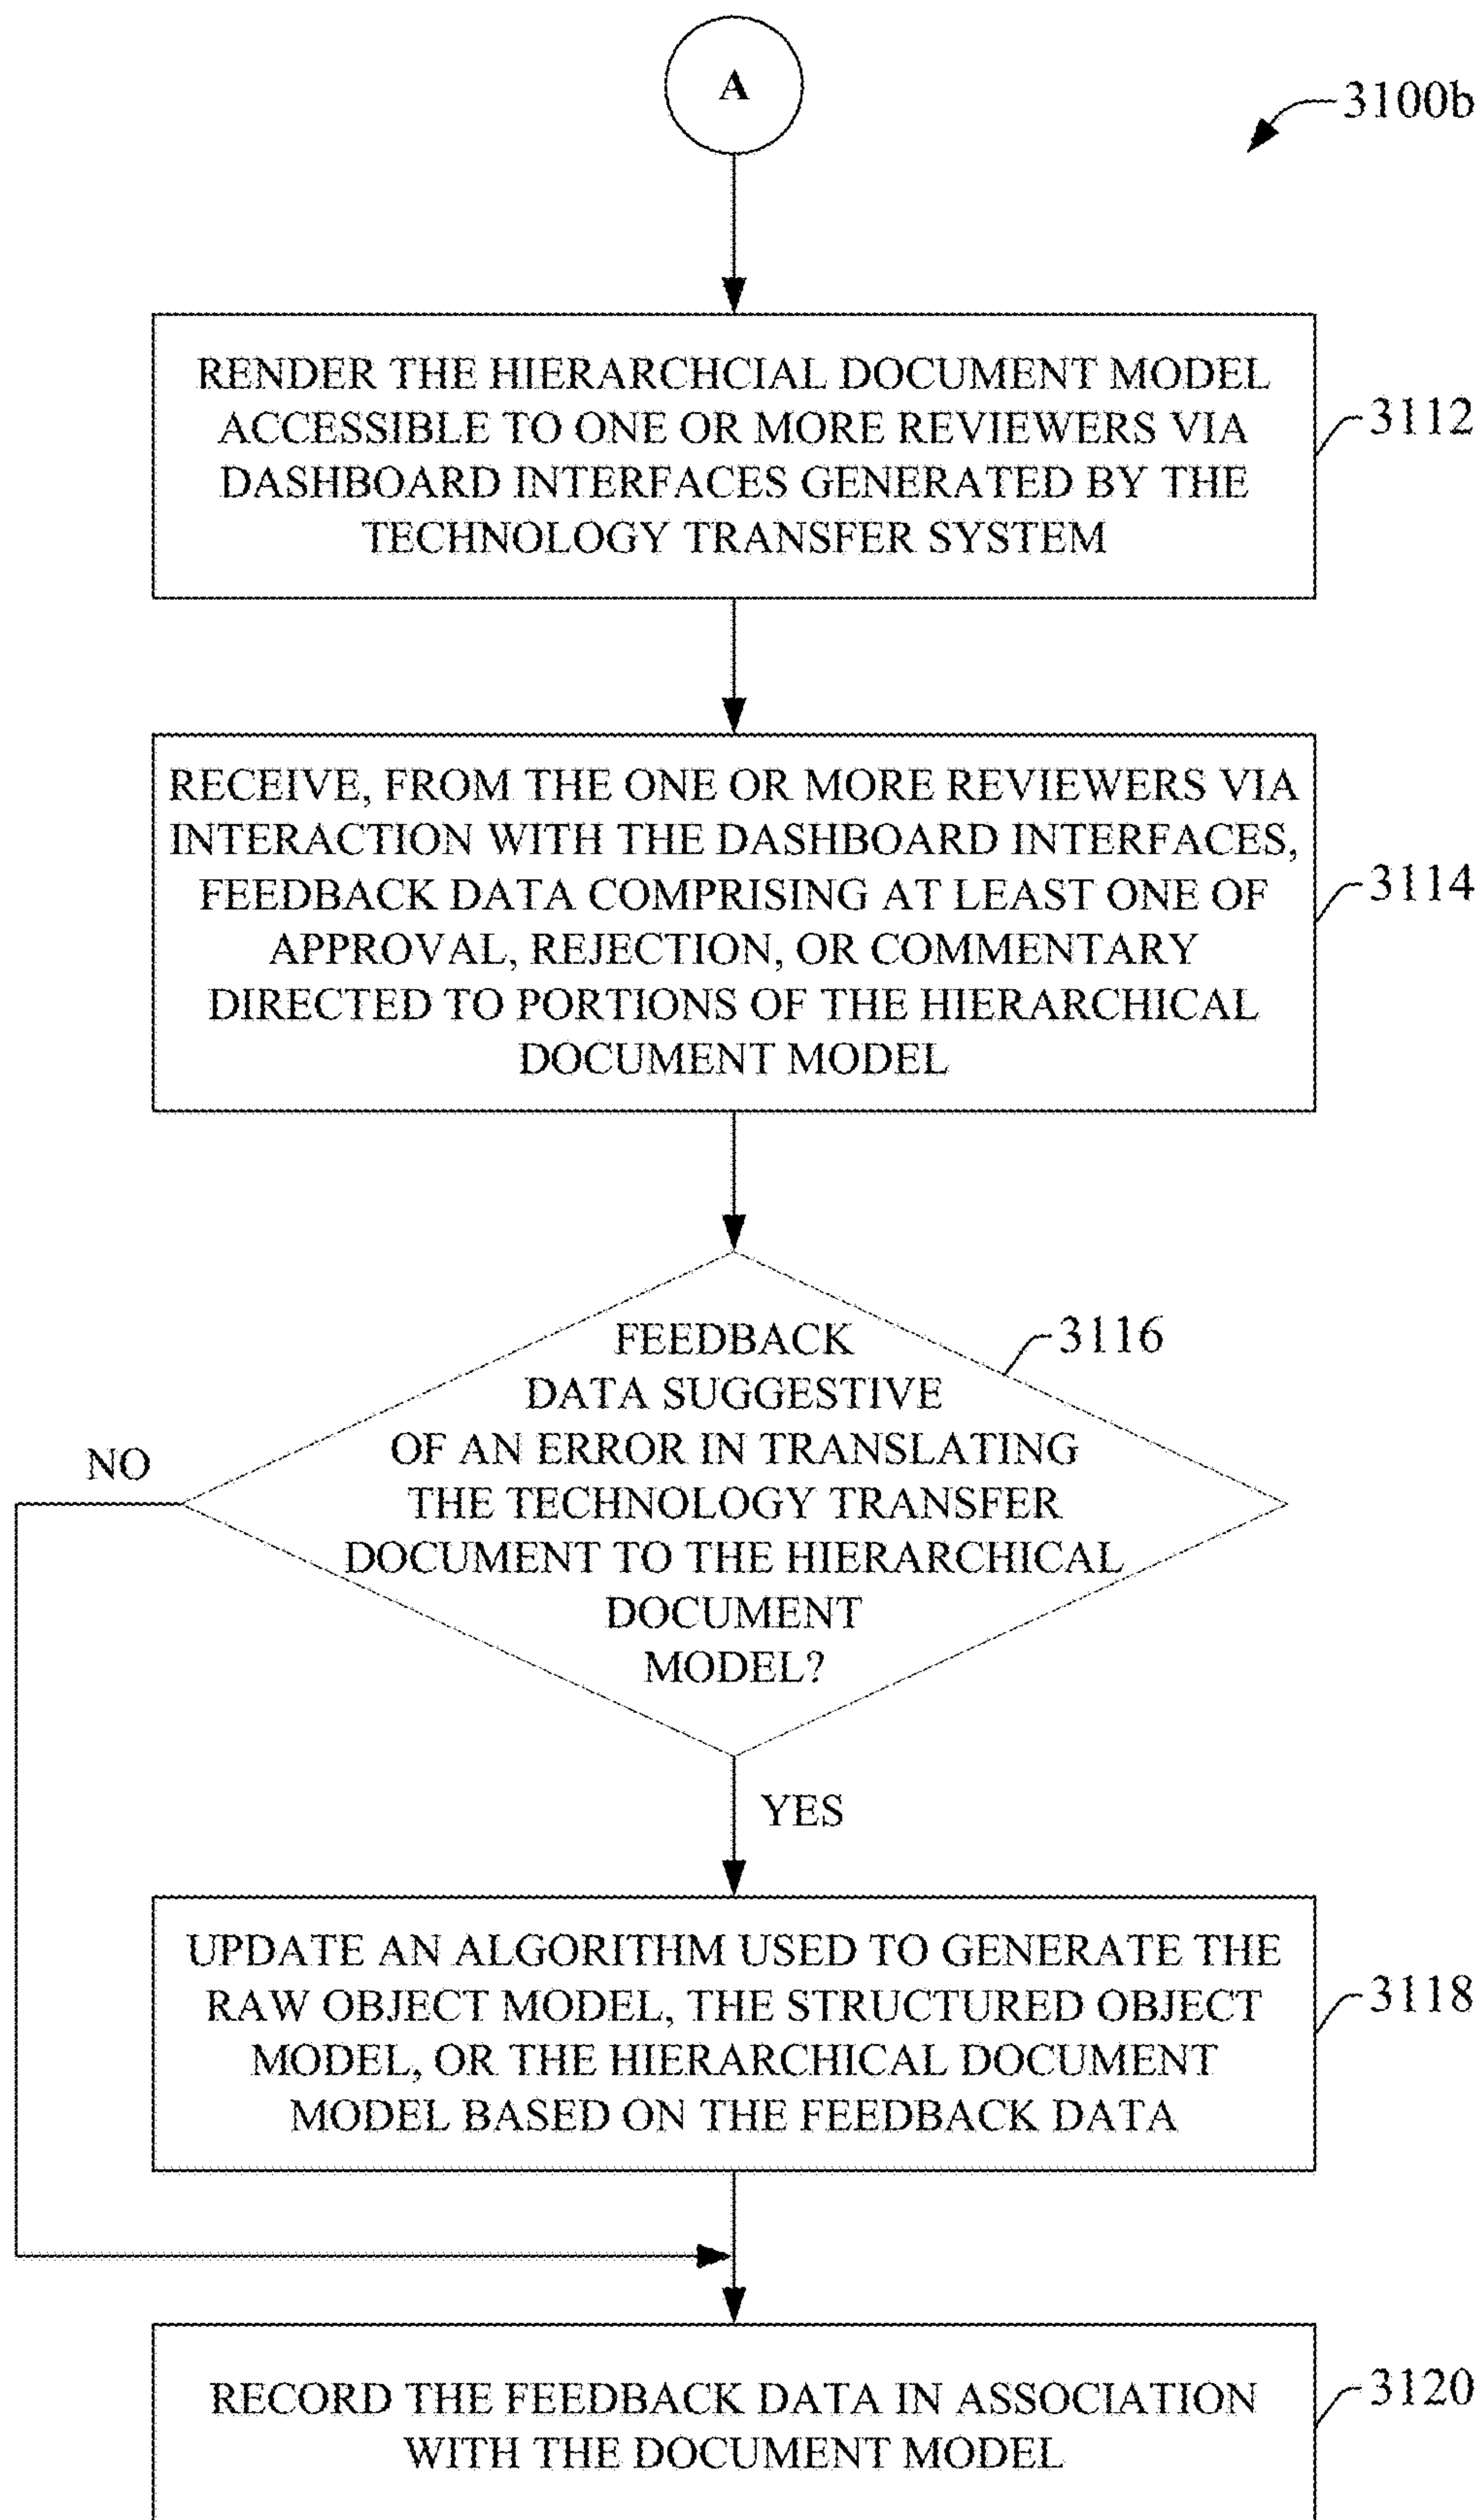 A
3100b
RENDER THE HIERARCHCIAL DOCUMENT MODEL
ACCESSIBLE TO ONE OR MORE REVIEWERS VIA
DASHBOARD INTERFACES GENERATED BY THE
TECHNOLOGY TRANSFER SYSTEM
3112
RECEIVE, FROM THE ONE OR MORE REVIEWERS VIA
INTERACTION WITH THE DASHBOARD INTERFACES,
FEEDBACK DATA COMPRISING AT LEAST ONE OF
APPROVAL, REJECTION, OR COMMENTARY
DIRECTED TO PORTIONS OF THE HIERARCHICAL
DOCUMENT MODEL
3114
FEEDBACK
DATA SUGGESTIVE
OF AN ERROR IN TRANSLATING
THE TECHNOLOGY TRANSFER
DOCUMENT TO THE HIERARCHICAL
DOCUMENT
MODEL?
3116
NO
YES
UPDATE AN ALGORITHM USED TO GENERATE THE
RAW OBJECT MODEL, THE STRUCTURED OBJECT
MODEL, OR THE HIERARCHICAL DOCUMENT
MODEL BASED ON THE FEEDBACK DATA
3118
RECORD THE FEEDBACK DATA IN ASSOCIATION
WITH THE DOCUMENT MODEL
3120